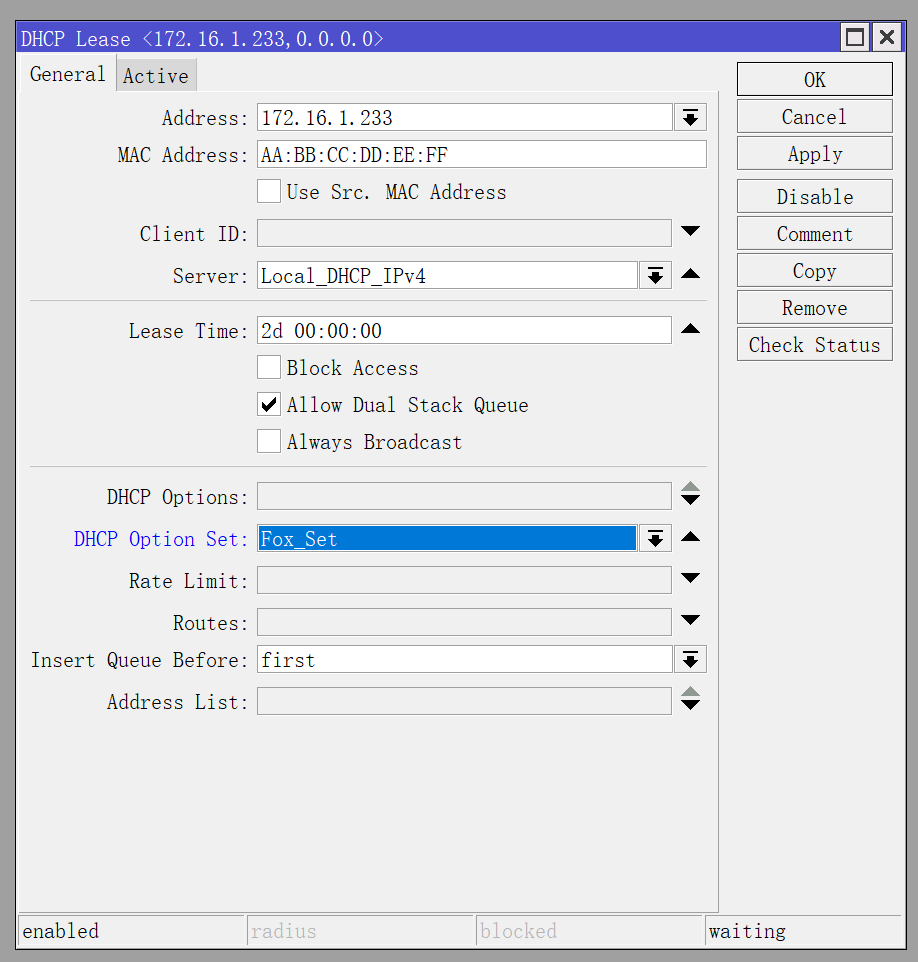 DHCP Lease <172.16.1.233,0.0.0.0>
General Active
OK
Address: 172.16.1.233
Cancel
MAC Address: AA:BB:CC:DD:EE:FF
Apply
Use Src. MAC Address
Disable
Client ID:
Comment
Server: Local_DHCP_IPv4
Copy
Remove
Lease Time: 2d 00:00:00
Check Status
Block Access
Allow Dual Stack Queue
Always Broadcast
DHCP Options:
DHCP Option Set: Fox_Set
Rate Limit:
Routes:
Insert Queue Before: first
Address List:
enabled radius blocked waiting